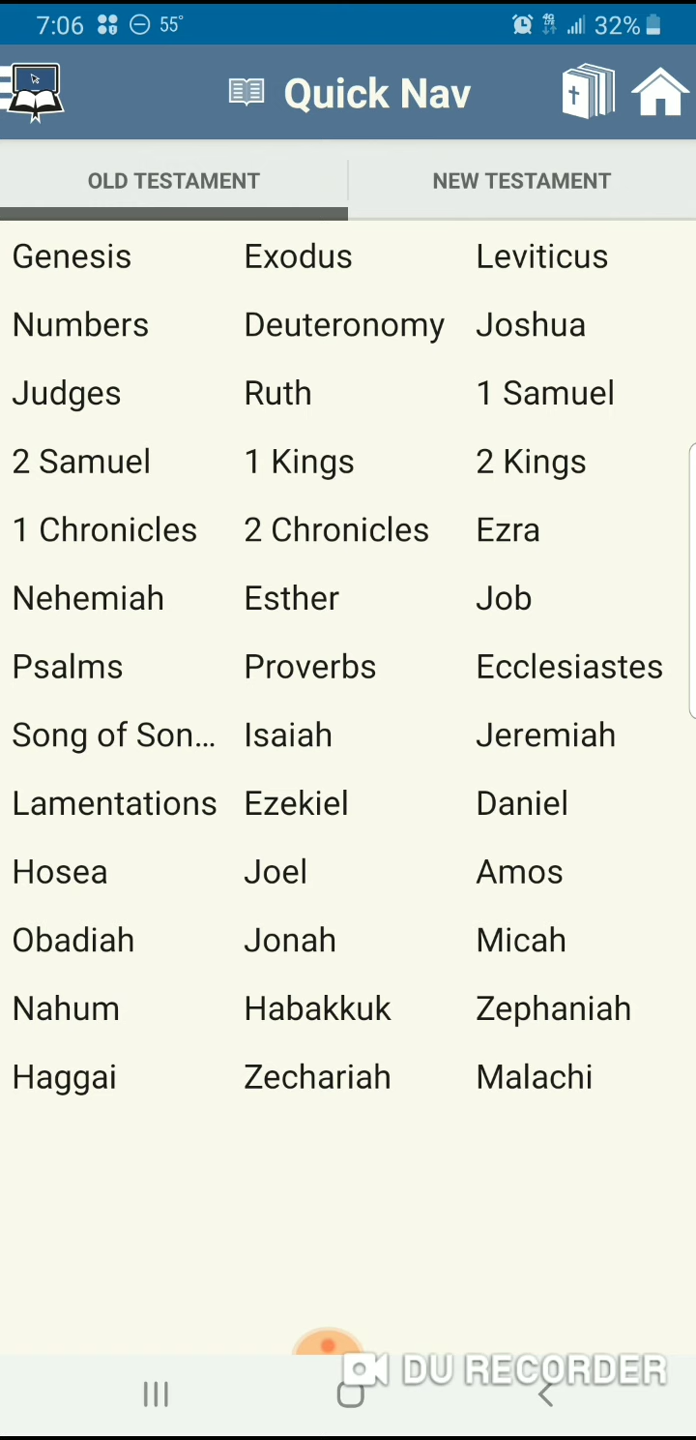 7:06 55°
32%
Quick Nav
OLD TESTAMENT NEW TESTAMENT
Genesis Exodus Leviticus
Numbers Deuteronomy Joshua
Judges Ruth 1 Samuel
2 Samuel 1 Kings 2 Kings
1 Chronicles 2 Chronicles Ezra
Nehemiah Esther Job
Psalms Proverbs Ecclesiastes
Song of Son... Isaiah Jeremiah
Lamentations Ezekiel Daniel
Hosea Joel Amos
Obadiah Jonah Micah
Nahum Habakkuk Zephaniah
Haggai Zechariah Malachi
DU RECORDER